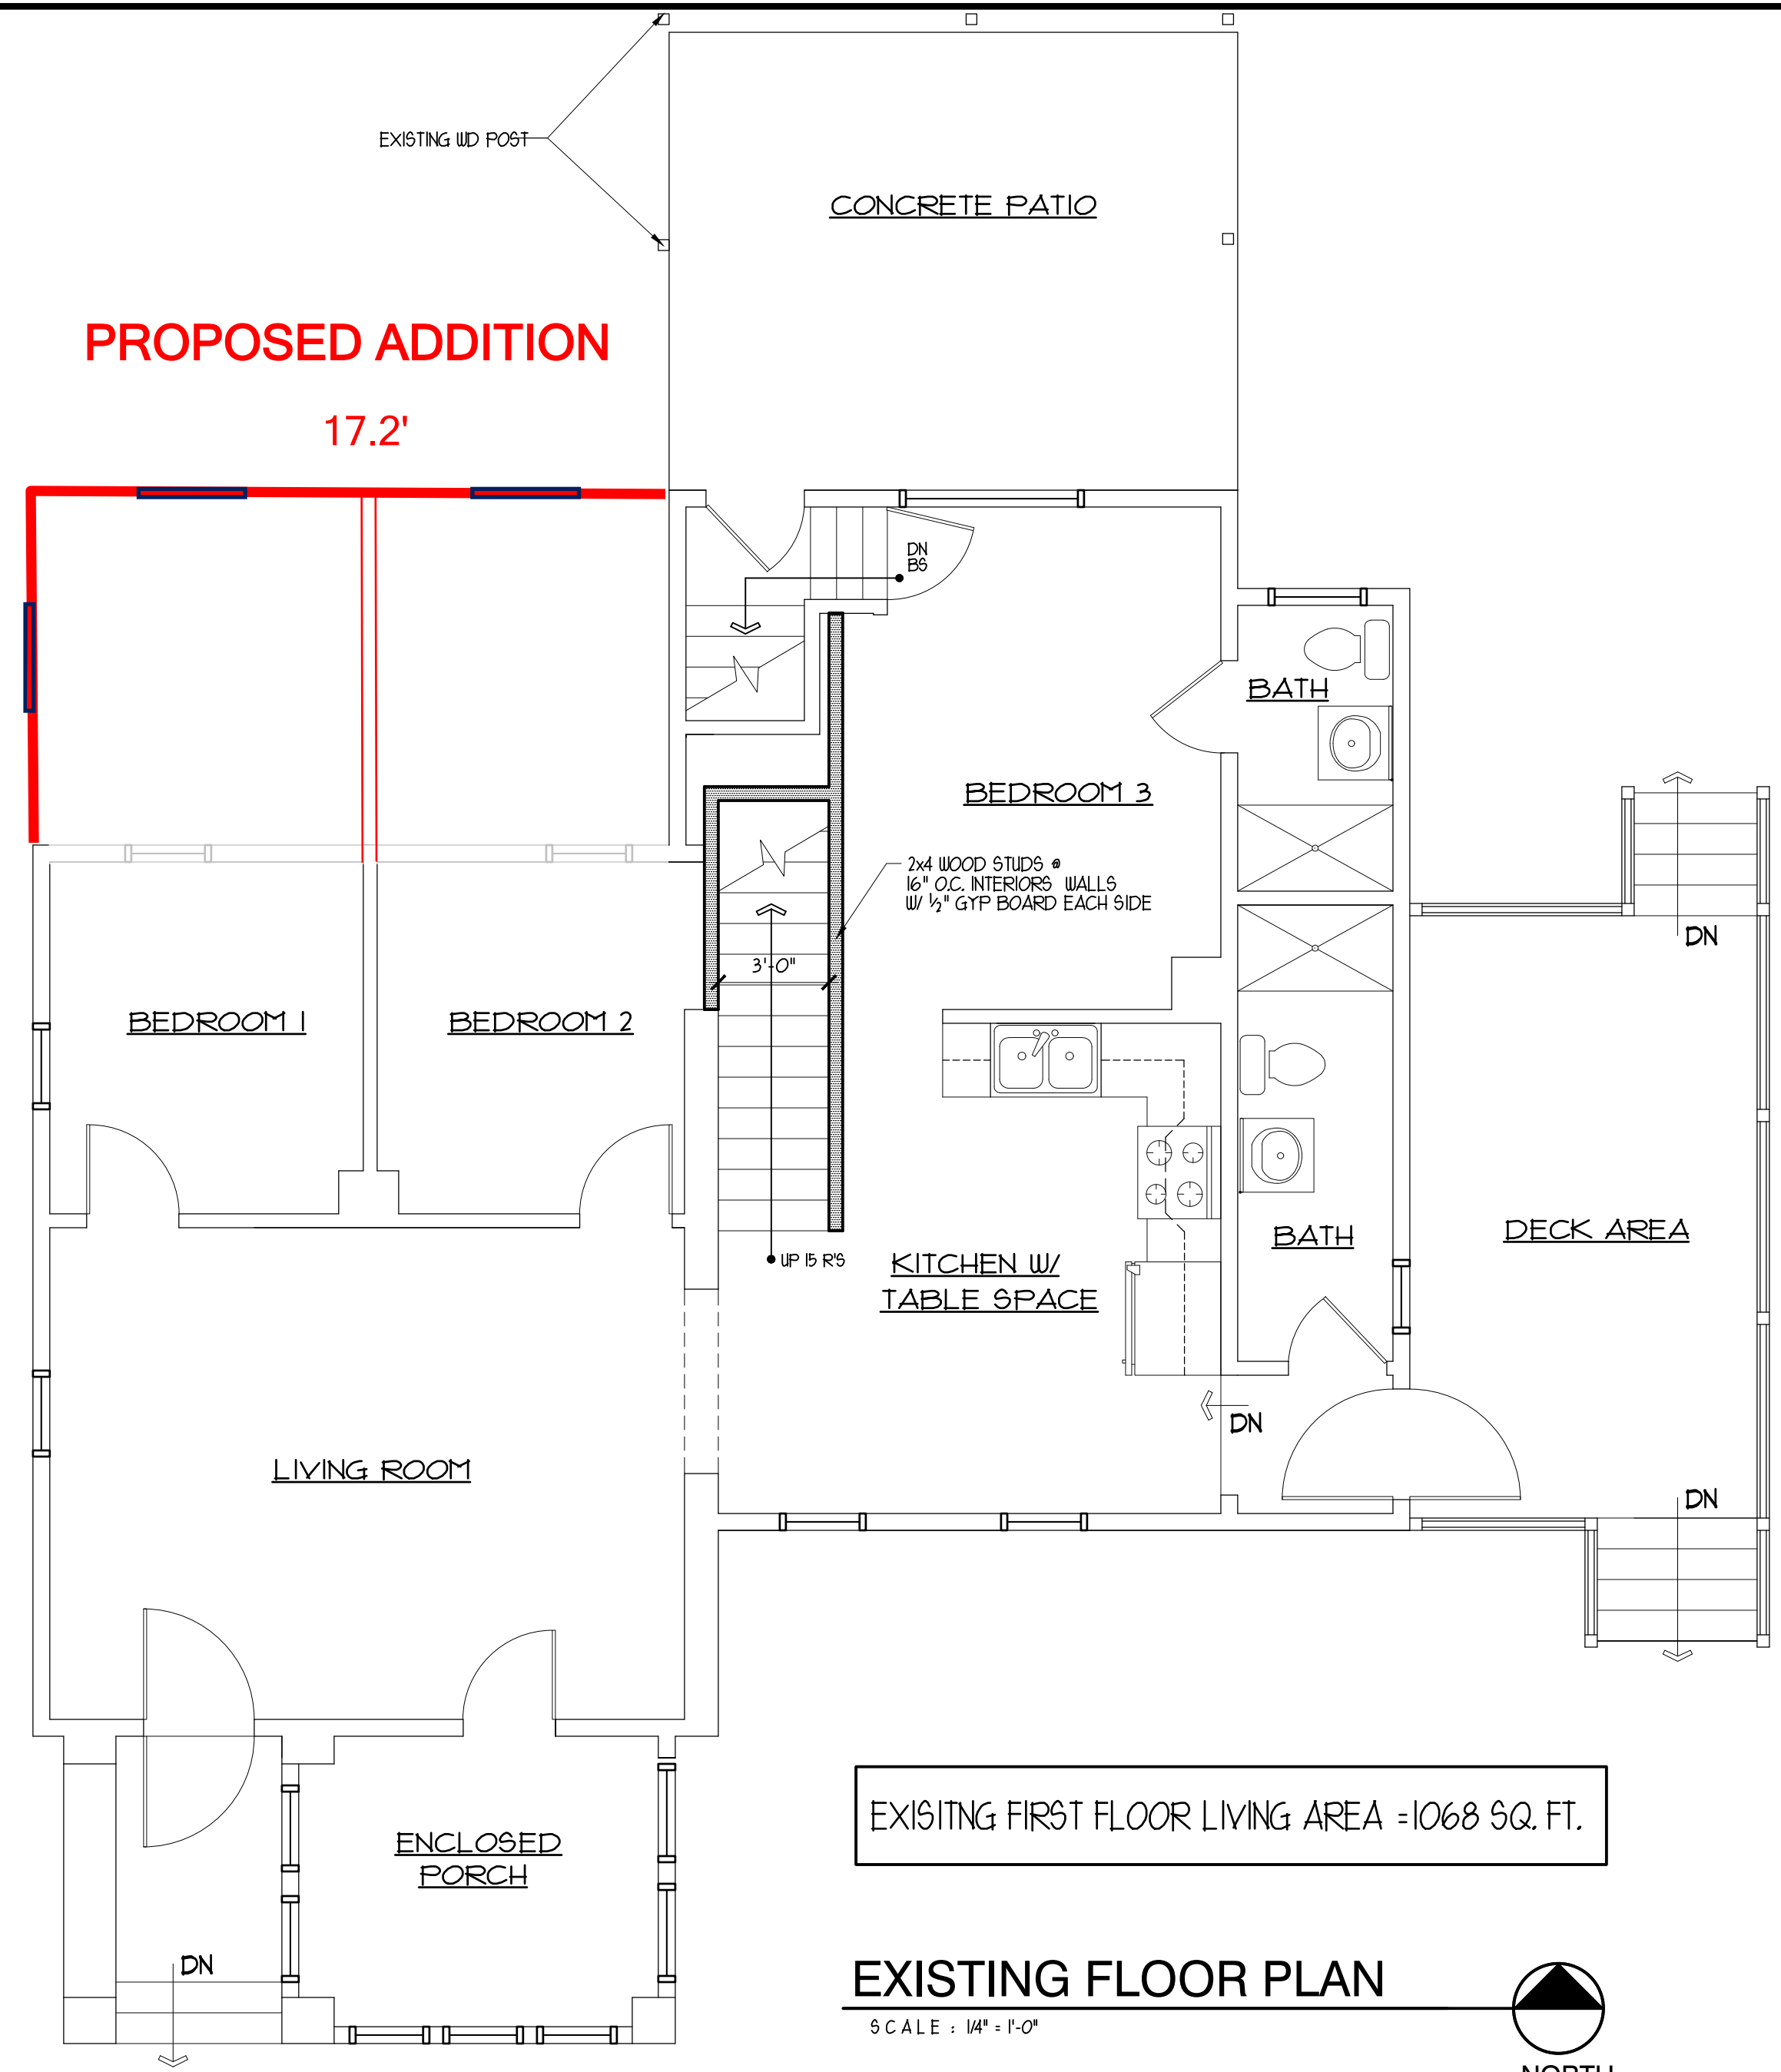 EXISTING WD POST
CONCRETE PATIO
PROPOSED ADDITION
17.2'
DN
BS
BATH
BEDROOM 3
2x4 WOOD STUDS @
16" O.C. INTERIORS WALLS
W/ ½" GYP BOARD EACH SIDE
DN
3'-0"
BEDROOM 1
BEDROOM 2
BATH
DECK AREA
UP 15 R'S
KITCHEN W/
TABLE SPACE
DN
LIVING ROOM
DN
EXISITNG FIRST FLOOR LIVING AREA =1068 SQ. FT.
ENCLOSED
PORCH
DN
EXISTING FLOOR PLAN
SCALE : 1/4" = 1'-0"
NORTH